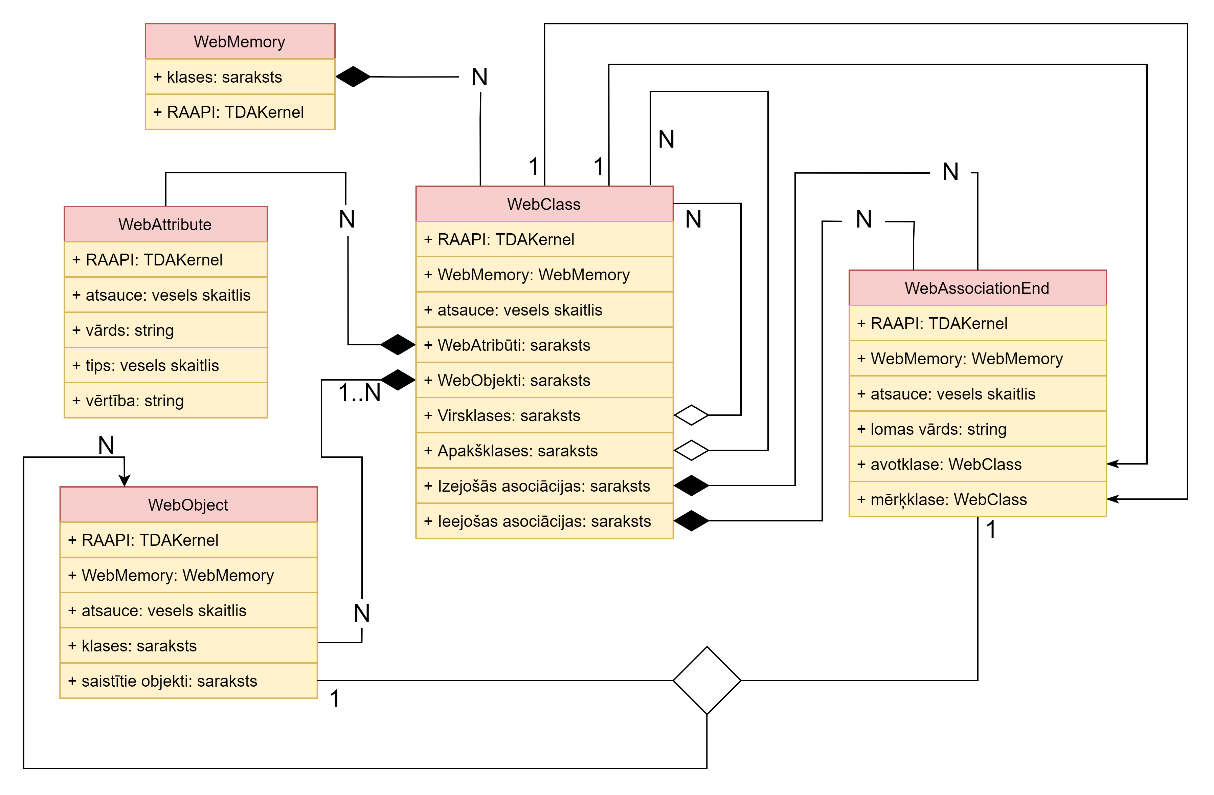 WebMemory
+ klases: saraksts
+ RAAPI: TDAKernel
N
1
1
N
N
N
N
N
WebAttribute
+ RAAPI: TDAKernel
+ atsauce: vesels skaitlis
+ vārds: string
+ tips: vesels skaitlis
+ vērtība: string
WebClass
+ RAAPI: TDAKernel
+ WebMemory: WebMemory
+ atsauce: vesels skaitlis
+ WebAtribūti: saraksts
+ WebObjekti: saraksts
+ Virsklases: saraksts
+ Apakšklases: saraksts
+ Izejošās asociācijas: saraksts
+ Ieejošas asociācijas: saraksts
WebAssociationEnd
+ RAAPI: TDAKernel
+ WebMemory: WebMemory
+ atsauce: vesels skaitlis
+ lomas vārds: string
+ avotklase: WebClass
+ mērķklase: WebClass
1..N
N
1
WebObject
+ RAAPI: TDAKernel
+ WebMemory: WebMemory
+ atsauce: vesels skaitlis
+ klases: saraksts
+ saistītie objekti: saraksts
N
1